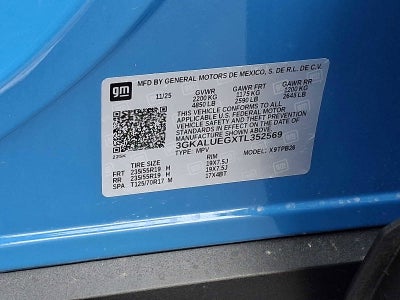 gm
MFD BY GENERAL MOTORS DE MEXICO, S. DE R.L. DE C.V.
11/25 GVWR GAWR FRT GAWR RR
2200 KG 1175 KG 1200 KG
4850 LB 2590 LB 2645 LB
THIS VEHICLE CONFORMS TO ALL
APPLICABLE U.S. FEDERAL MOTOR
VEHICLE SAFETY AND THEFT PREVENTION
STANDARDS IN EFFECT ON THE DATE OF
MANUFACTURE SHOWN ABOVE
3GKALUEGXTL352569
TYPE: MPV MODEL: X9TPB26
TIRE SIZE RIM
FRT 235/55R19 H 19X7.5J
RR 235/55R19 H 19X7.5J
SPA T125/70R17 M 17X4BT